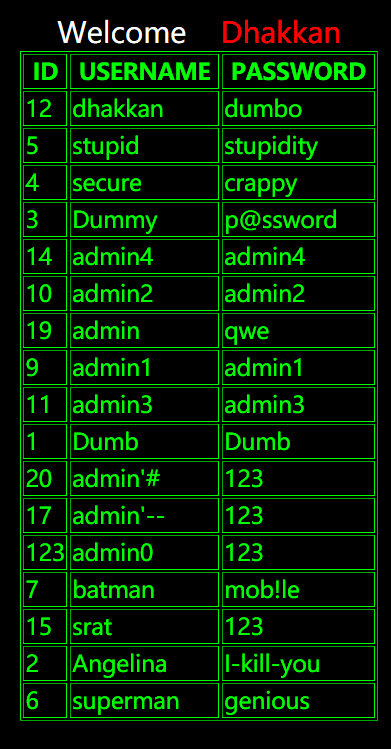 Welcome Dhakkan
ID USERNAME PASSWORD
12 dhakkan dumbo
5 stupid stupidity
4 secure crappy
3 Dummy p@ssword
14 admin4 admin4
10 admin2 admin2
19 admin qwe
9 admin1 admin1
11 admin3 admin3
1 Dumb Dumb
20 admin'# 123
17 admin'-- 123
123 admin0 123
7 batman mob!le
15 srat 123
2 Angelina I-kill-you
6 superman genious